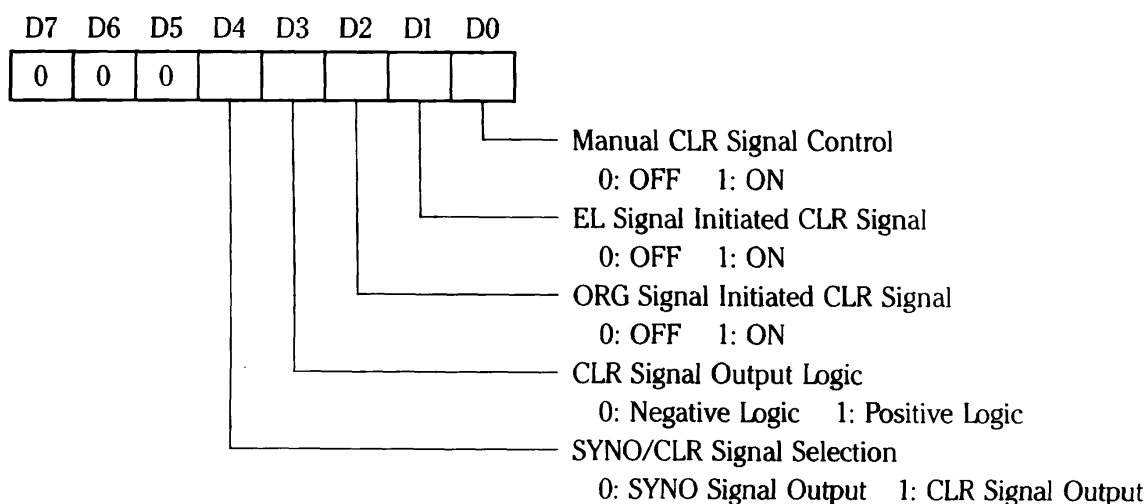 D7 D6 D5 D4 D3 D2 D1 D0
0 0 0
Manual CLR Signal Control
0: OFF 1: ON
EL Signal Initiated CLR Signal
0: OFF 1: ON
ORG Signal Initiated CLR Signal
0: OFF 1: ON
CLR Signal Output Logic
0: Negative Logic 1: Positive Logic
SYNO/CLR Signal Selection
0: SYNO Signal Output 1: CLR Signal Output